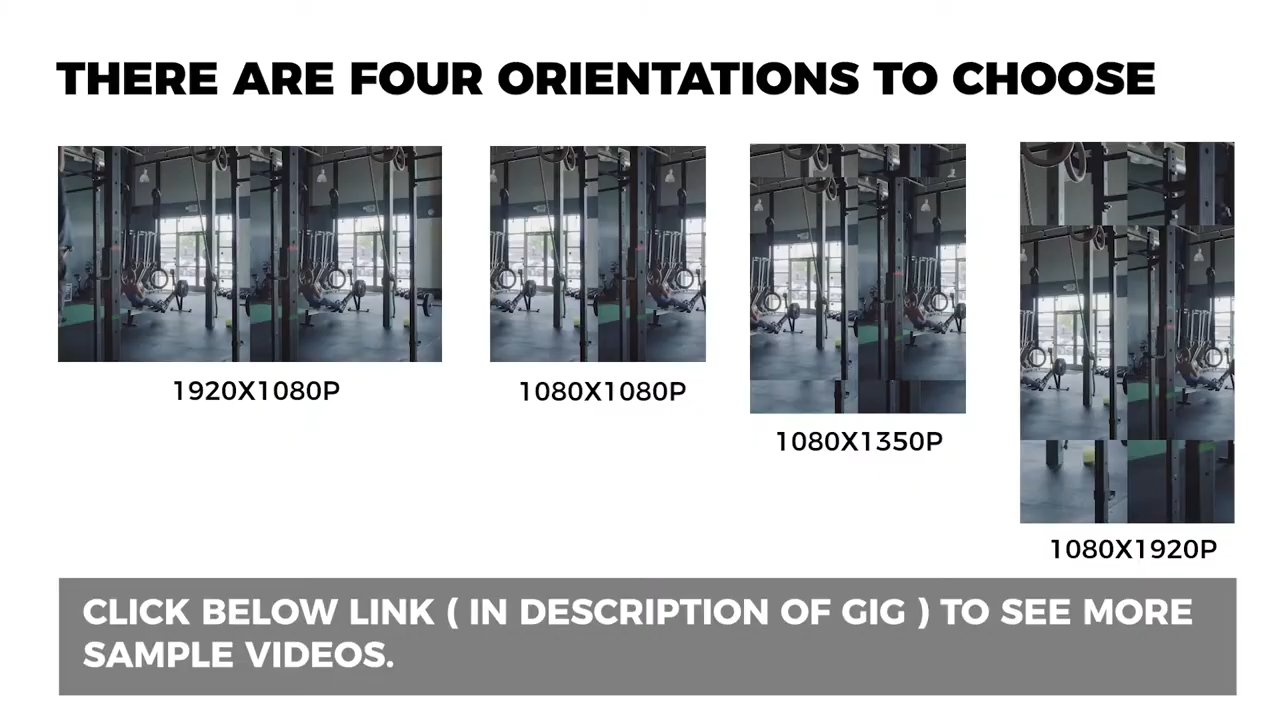 THERE ARE FOUR ORIENTATIONS TO CHOOSE
1920X1080P
1080X1080P
1080X1350P
1080X1920P
CLICK BELOW LINK ( IN DESCRIPTION OF GIG ) TO SEE MORE
SAMPLE VIDEOS.